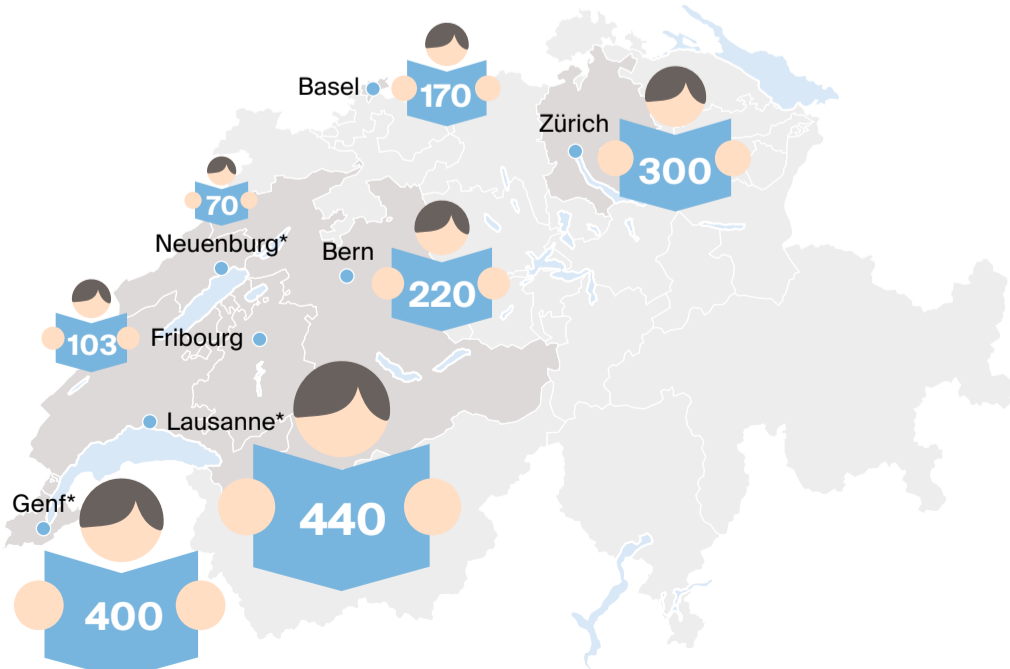 Basel
170
Zürich
300
70
Neuenburg*
Bern
220
103
Fribourg
Lausanne*
440
Genf*
400